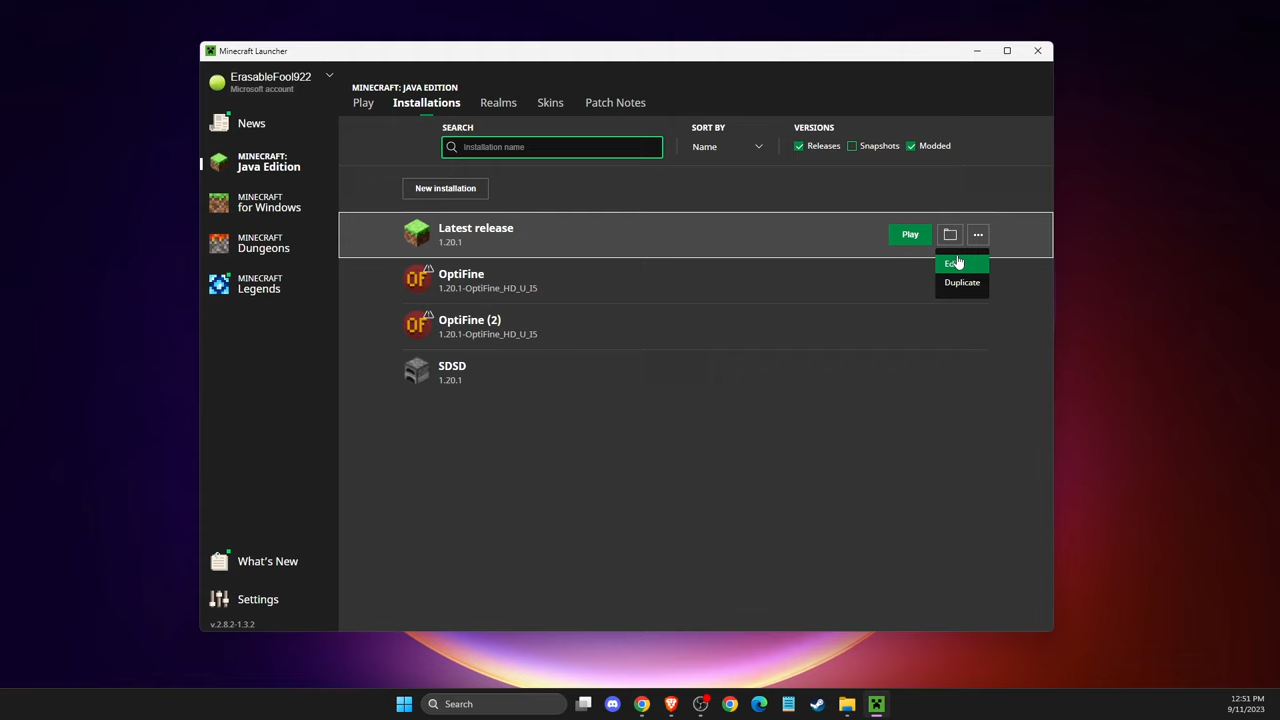 Minecraft Launcher
ErasableFool922
Microsoft account
News
MINECRAFT:
Java Edition
MINECRAFT
for Windows
MINECRAFT
Dungeons
MINECRAFT
Legends
What's New
Settings
v.2.8.2-1.3.2
MINECRAFT: JAVA EDITION
Play Installations Realms Skins Patch Notes
SEARCH SORT BY VERSIONS
Installation name Name Releases Snapshots Modded
New installation
Latest release
1.20.1
Play
Duplicate
OF OptiFine
1.20.1-OptiFine_HD_U_I5
OF OptiFine (2)
1.20.1-OptiFine_HD_U_I5
SDSD
1.20.1
Search
12:51 PM
9/11/2023